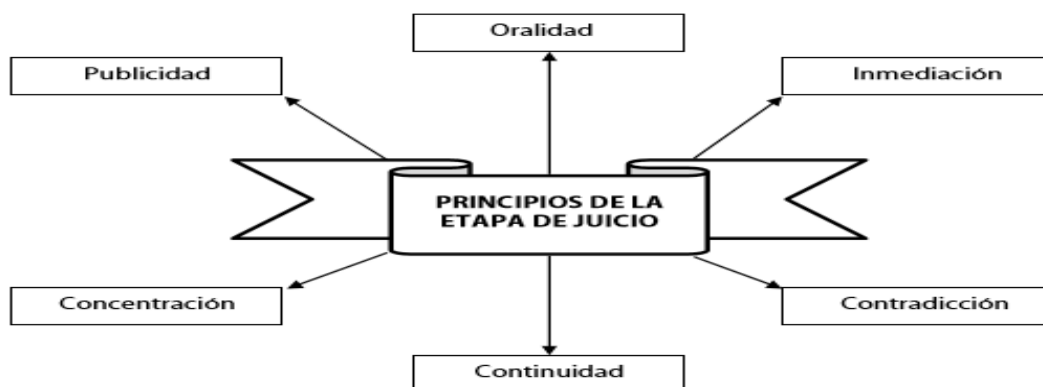 Oralidad
Publicidad
Inmediación
PRINCIPIOS DE LA
ETAPA DE JUICIO
Concentración
Contradicción
Continuidad